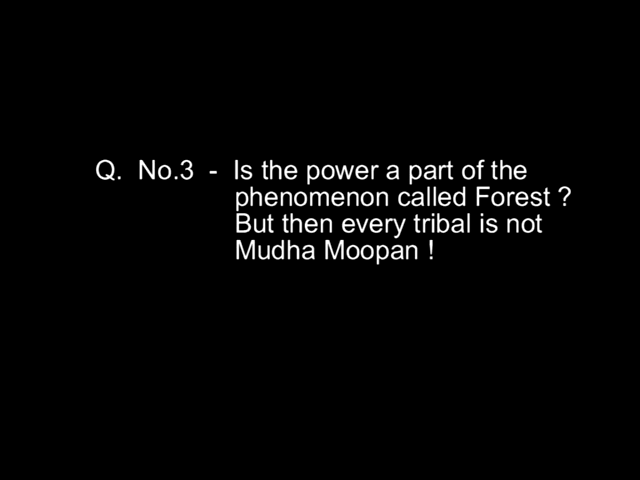 Q. No.3 - Is the power a part of the
phenomenon called Forest ?
But then every tribal is not
Mudha Moopan !